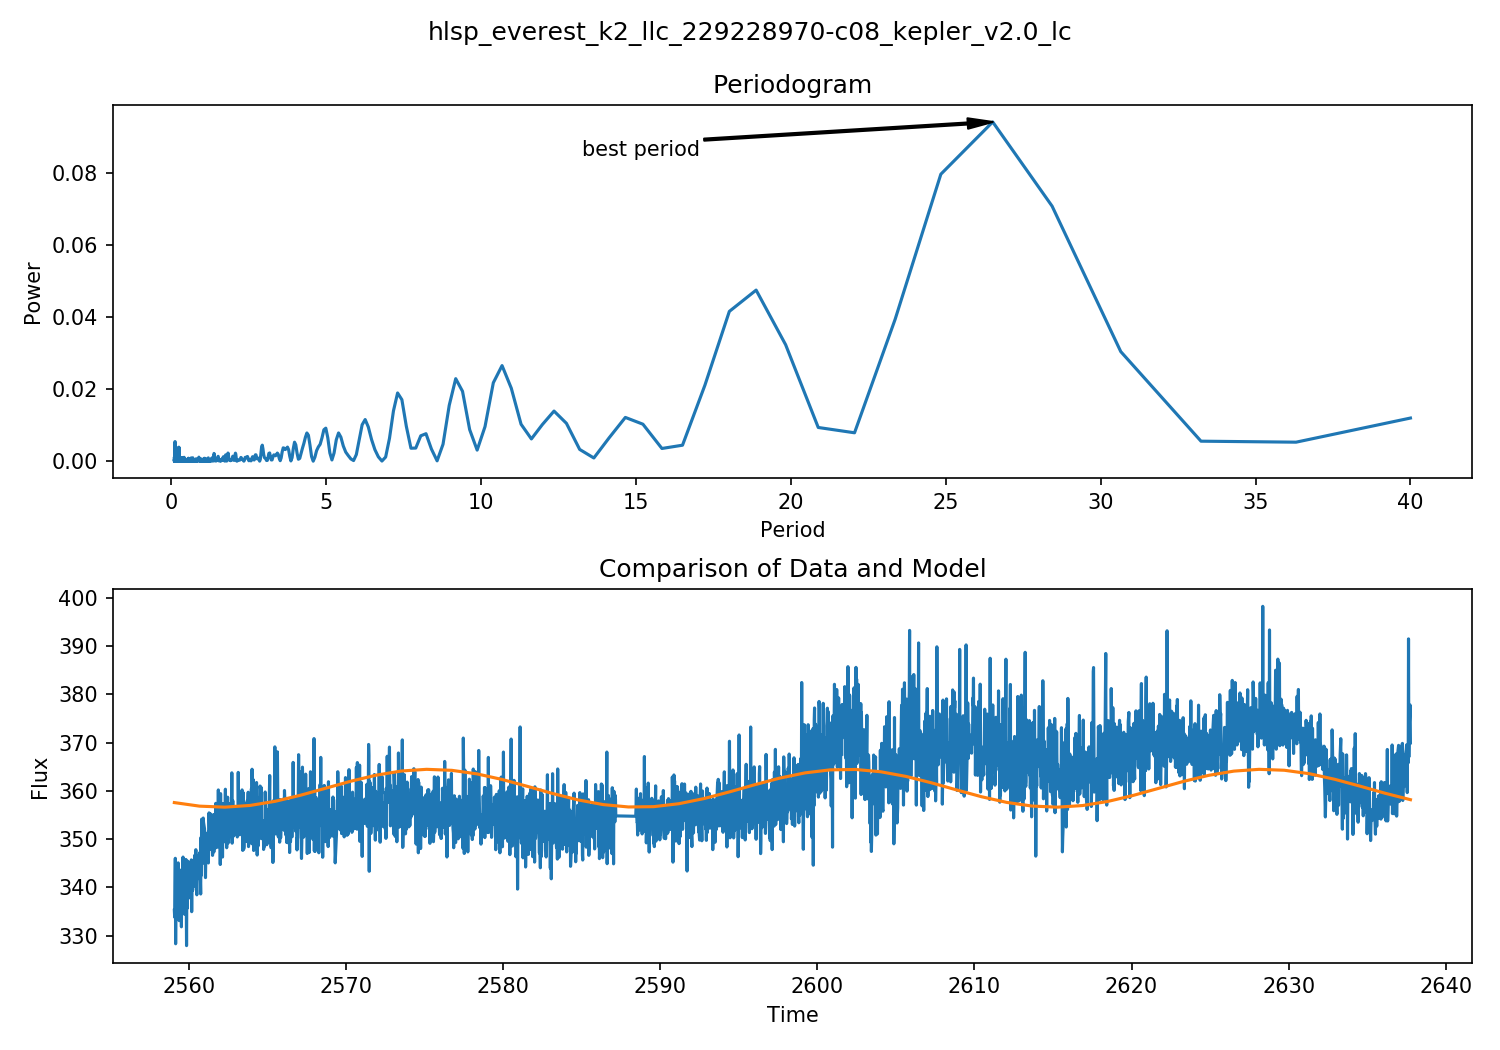 hlsp_everest_k2_llc_229228970-c08_kepler_v2.0_lc
Periodogram
best period
0.08
0.06
0.04
0.02
0.00
Power
0 5 10 15 20 25 30 35 40
Period
Comparison of Data and Model
400
390
380
370
360
350
340
330
Flux
2560 2570 2580 2590 2600 2610 2620 2630 2640
Time